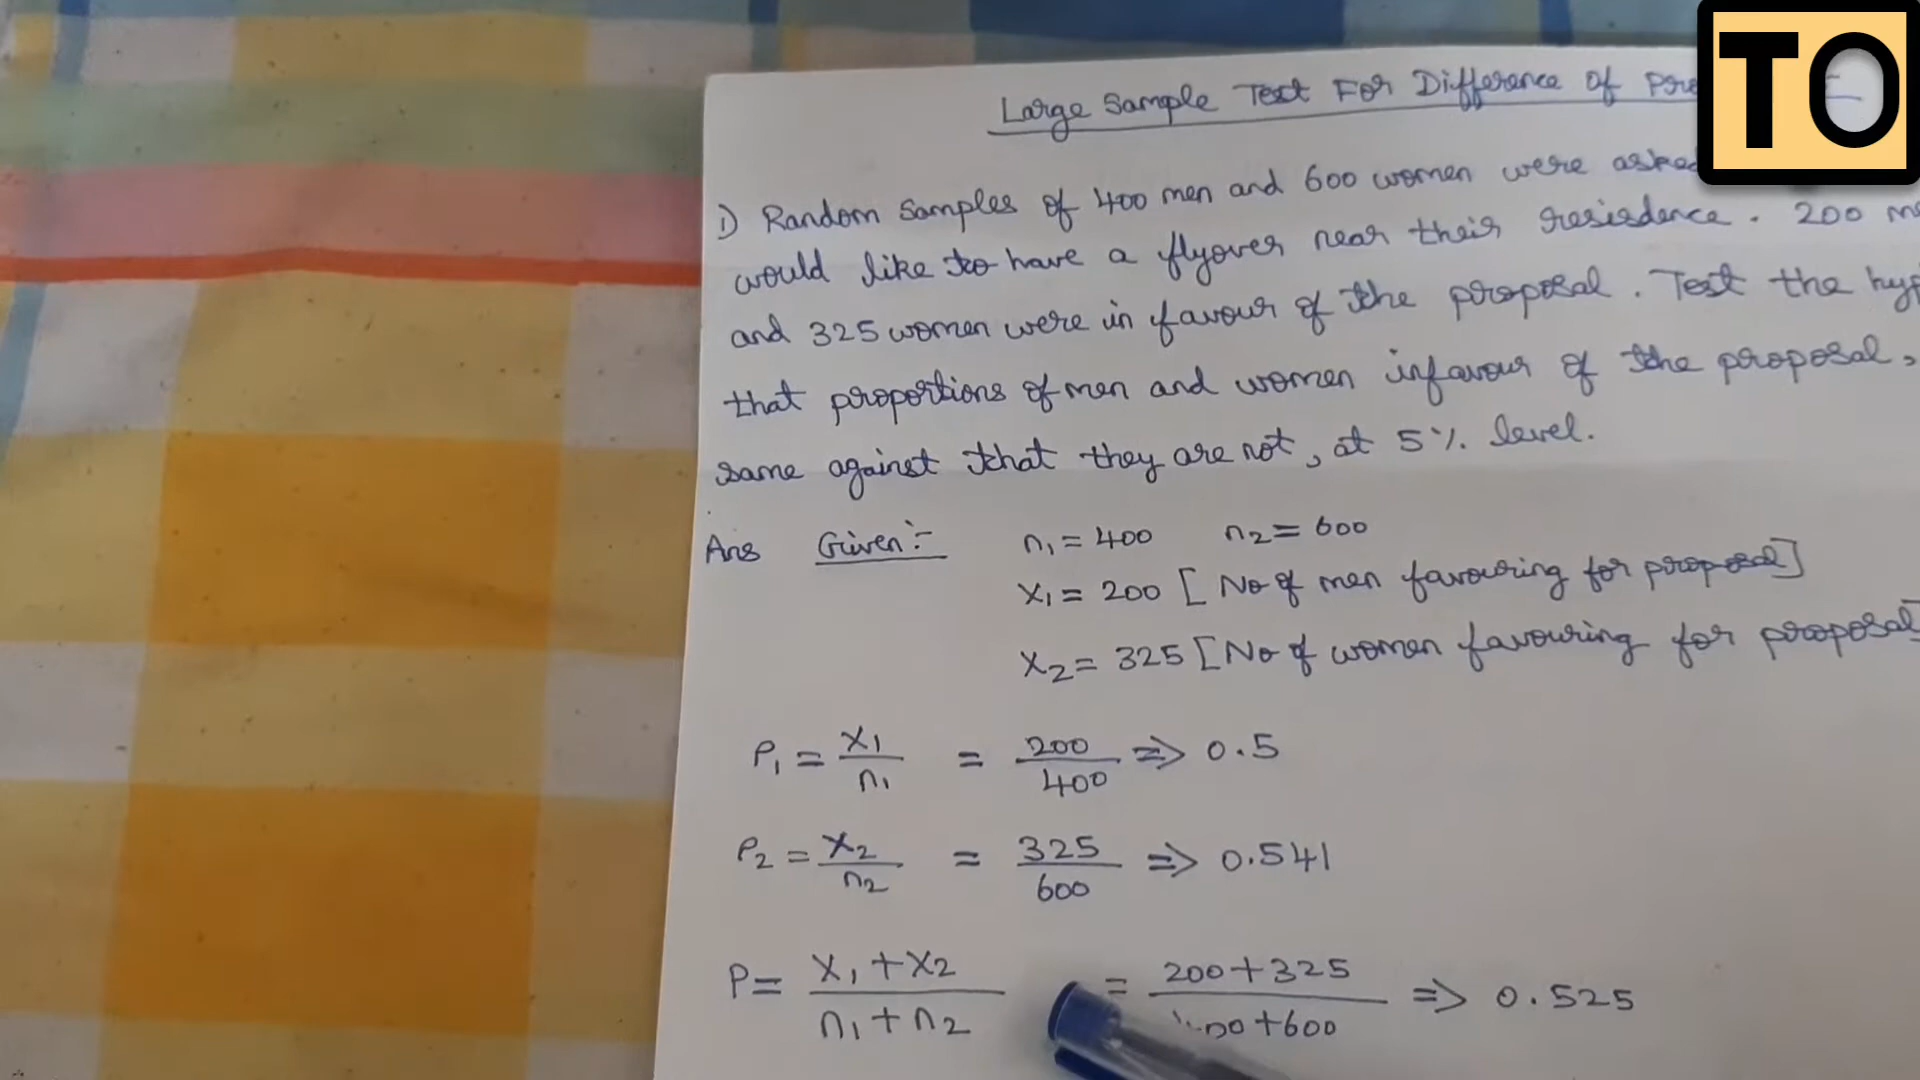 TO
Large Sample Test For Difference Of
1) Random Samples of 400 men and 600 women were asked
would like to have a flyover near their resisdence. 200
and 325 women were in favour of the proposal. Test the
that proportions of men and women infavour of the proposal,
same against that they are not, at 5%. level.
Ans Given:- n1 = 400 n2 = 600
X1 = 200 [No of men favouring for proposal]
X2 = 325 [No of women favouring for proposal]
P1 = X1/n1 = 200/400 => 0.5
P2 = X2/n2 = 325/600 => 0.541
P = X1+X2/n1+n2 = 200+325/400+600 => 0.525